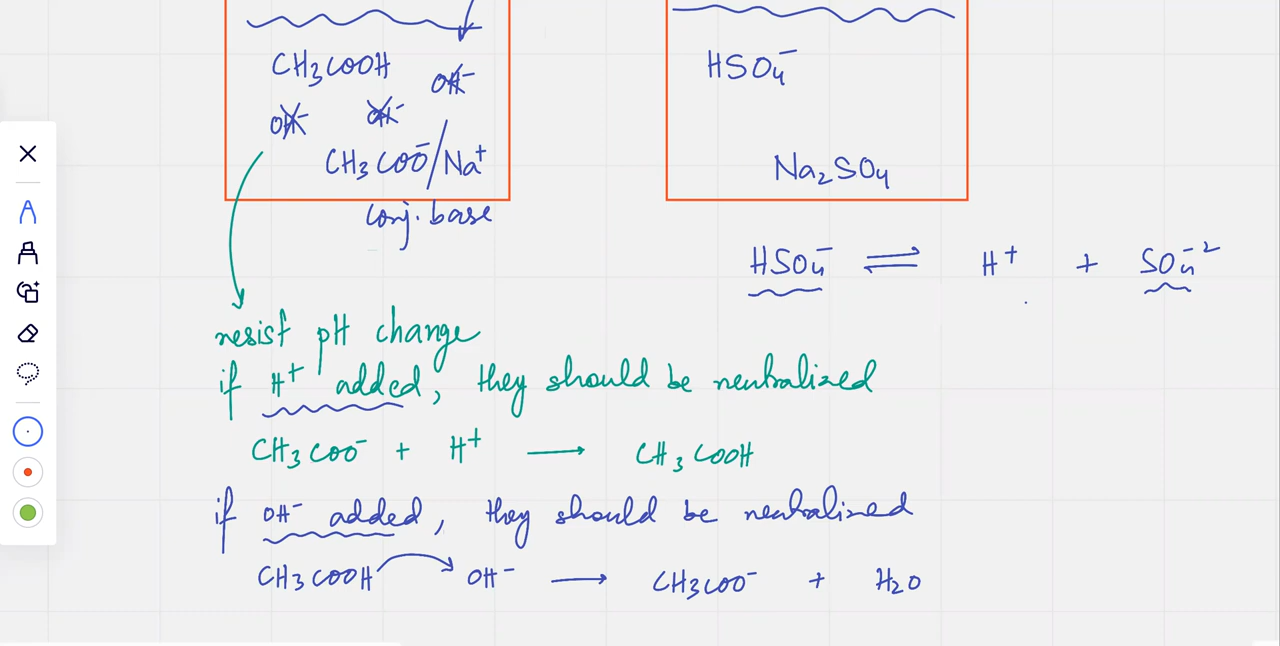 CH3COOH
OH-
OH- OH-
CH3COO-/Na+
conj. base
HSO4-
Na2SO4
HSO4- ⇌ H+ + SO4-2
resist pH change
if H+ added, they should be neutralized
CH3COO- + H+ → CH3COOH
if OH- added, they should be neutralized
CH3COOH OH- → CH3COO- + H2O